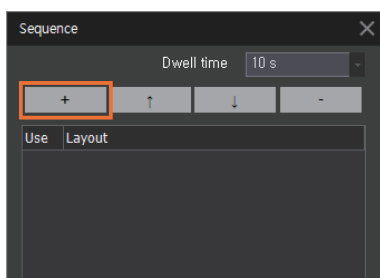 Sequence
Dwell time 10 s
+ ↑ ↓ -
Use Layout